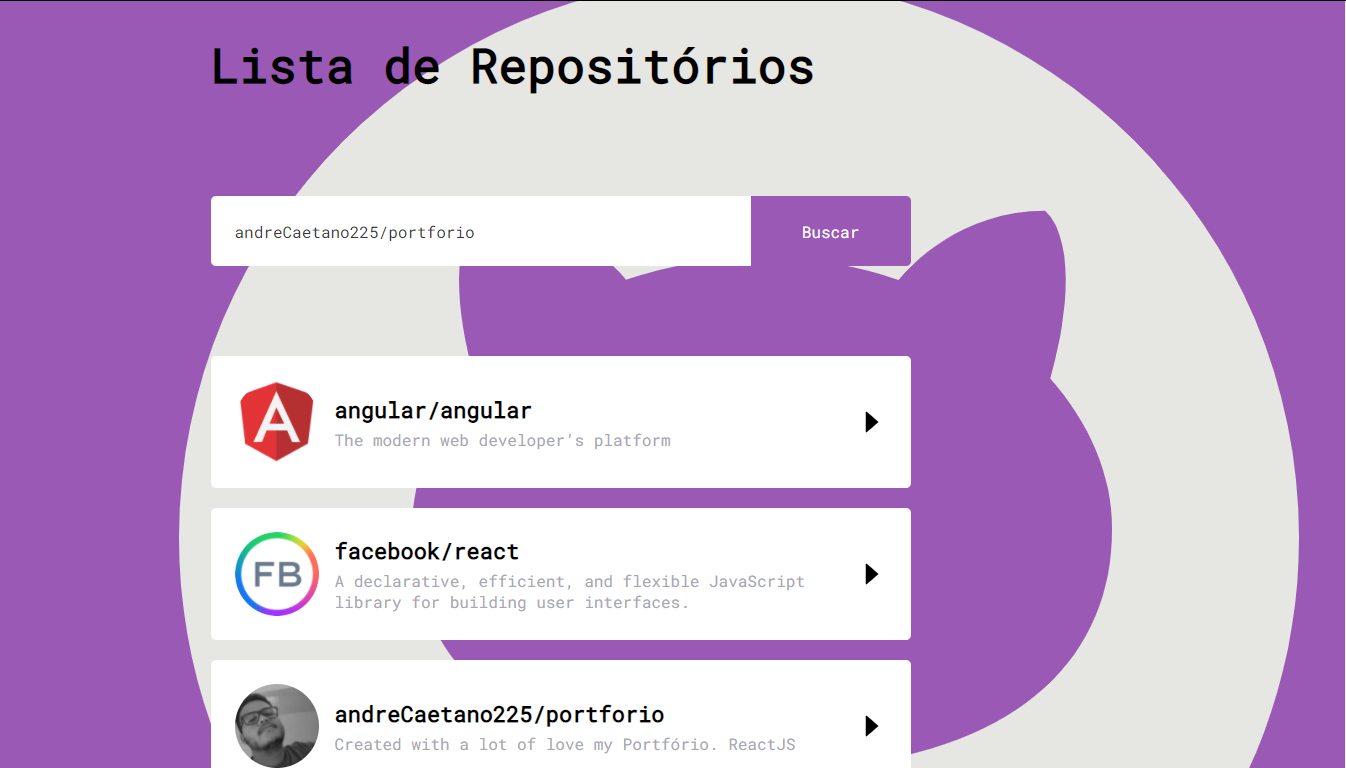 Lista de Repositórios
andreCaetano225/portforio
Buscar
A
angular/angular
The modern web developer's platform
FB
facebook/react
A declarative, efficient, and flexible JavaScript
library for building user interfaces.
andreCaetano225/portforio
Created with a lot of love my Portfório. ReactJS